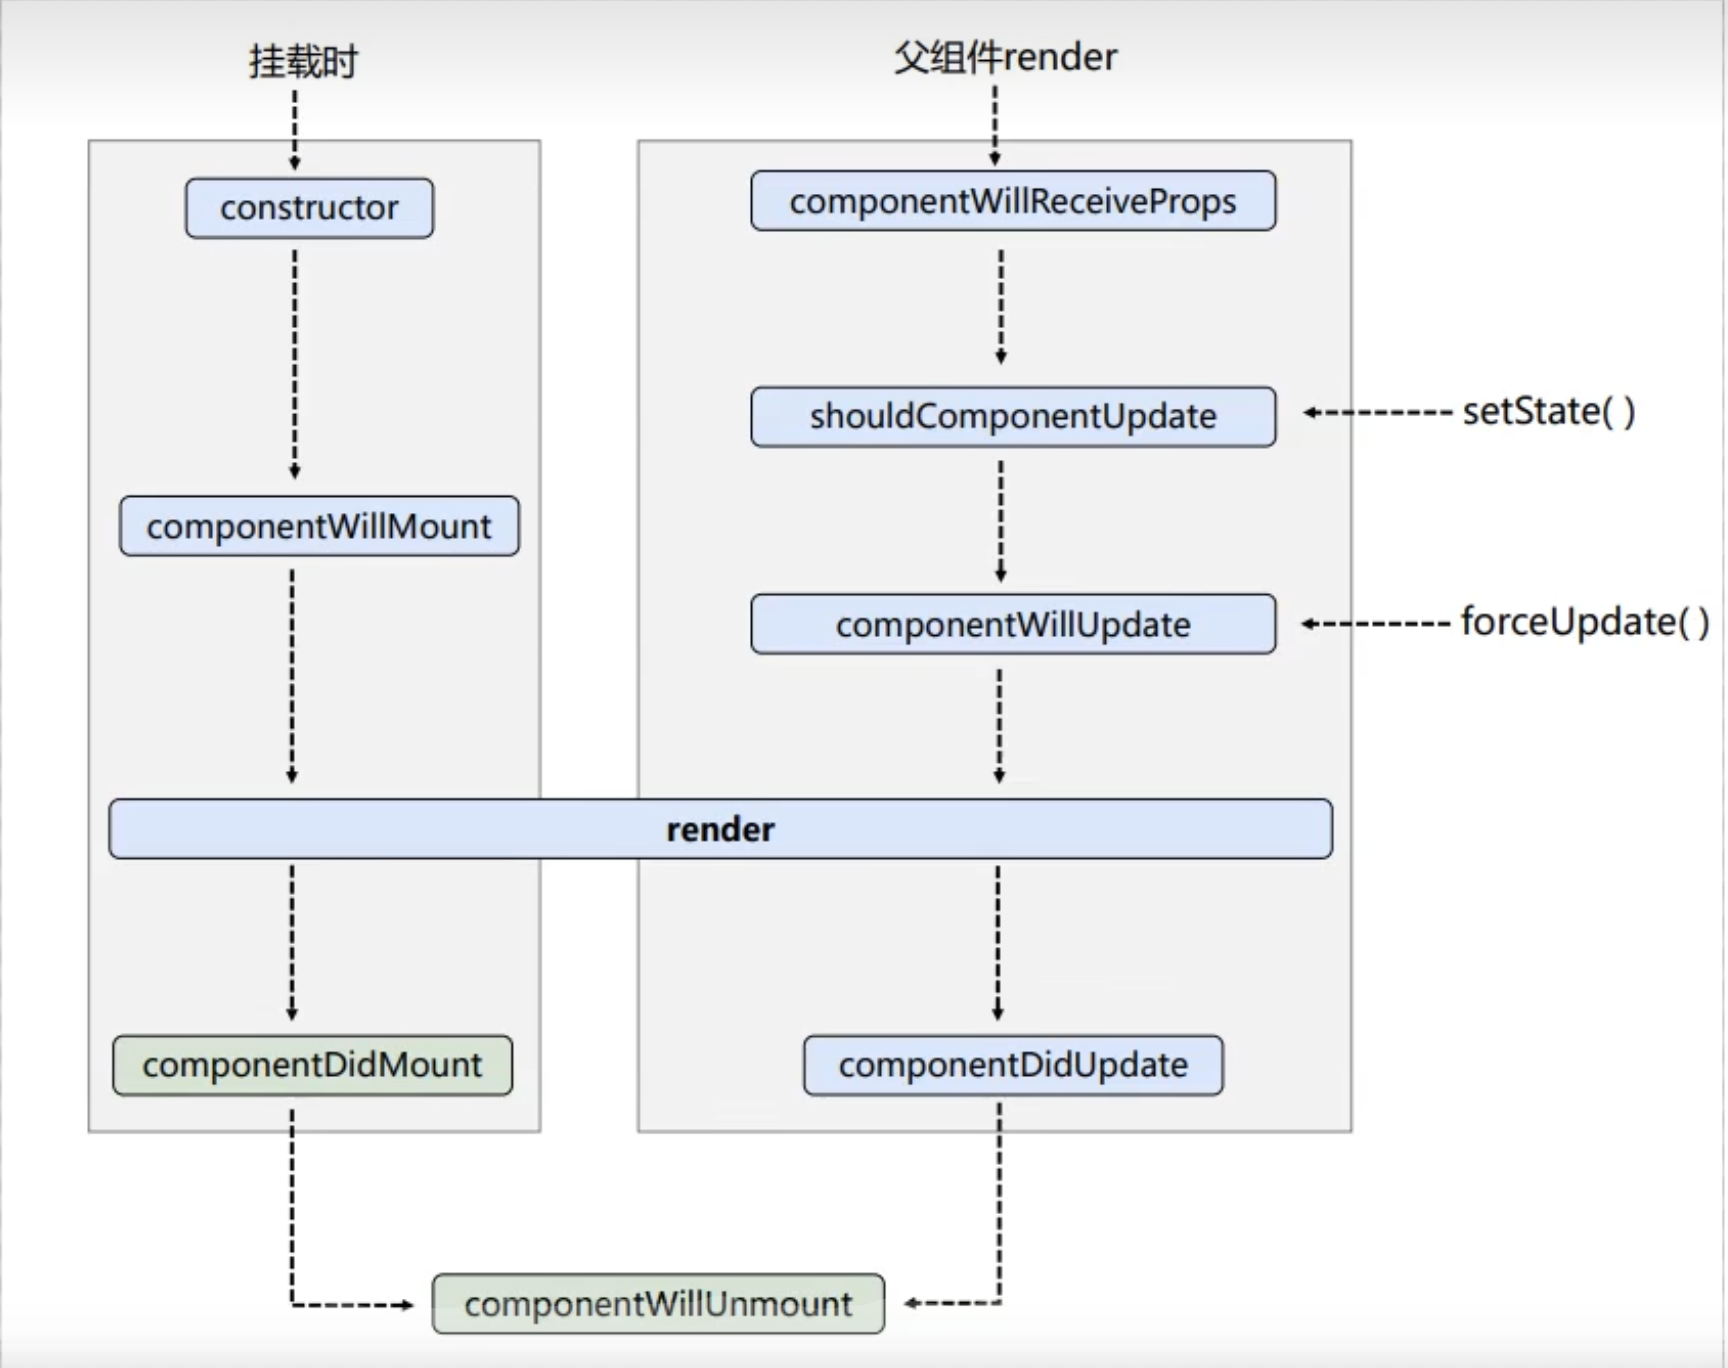 挂载时
父组件render
constructor
componentWillReceiveProps
shouldComponentUpdate
setState( )
componentWillMount
componentWillUpdate
forceUpdate( )
render
componentDidMount
componentDidUpdate
componentWillUnmount